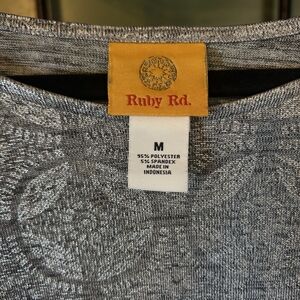 Ruby Rd.
M
95% POLYESTER
5% SPANDEX
MADE IN
INDONESIA